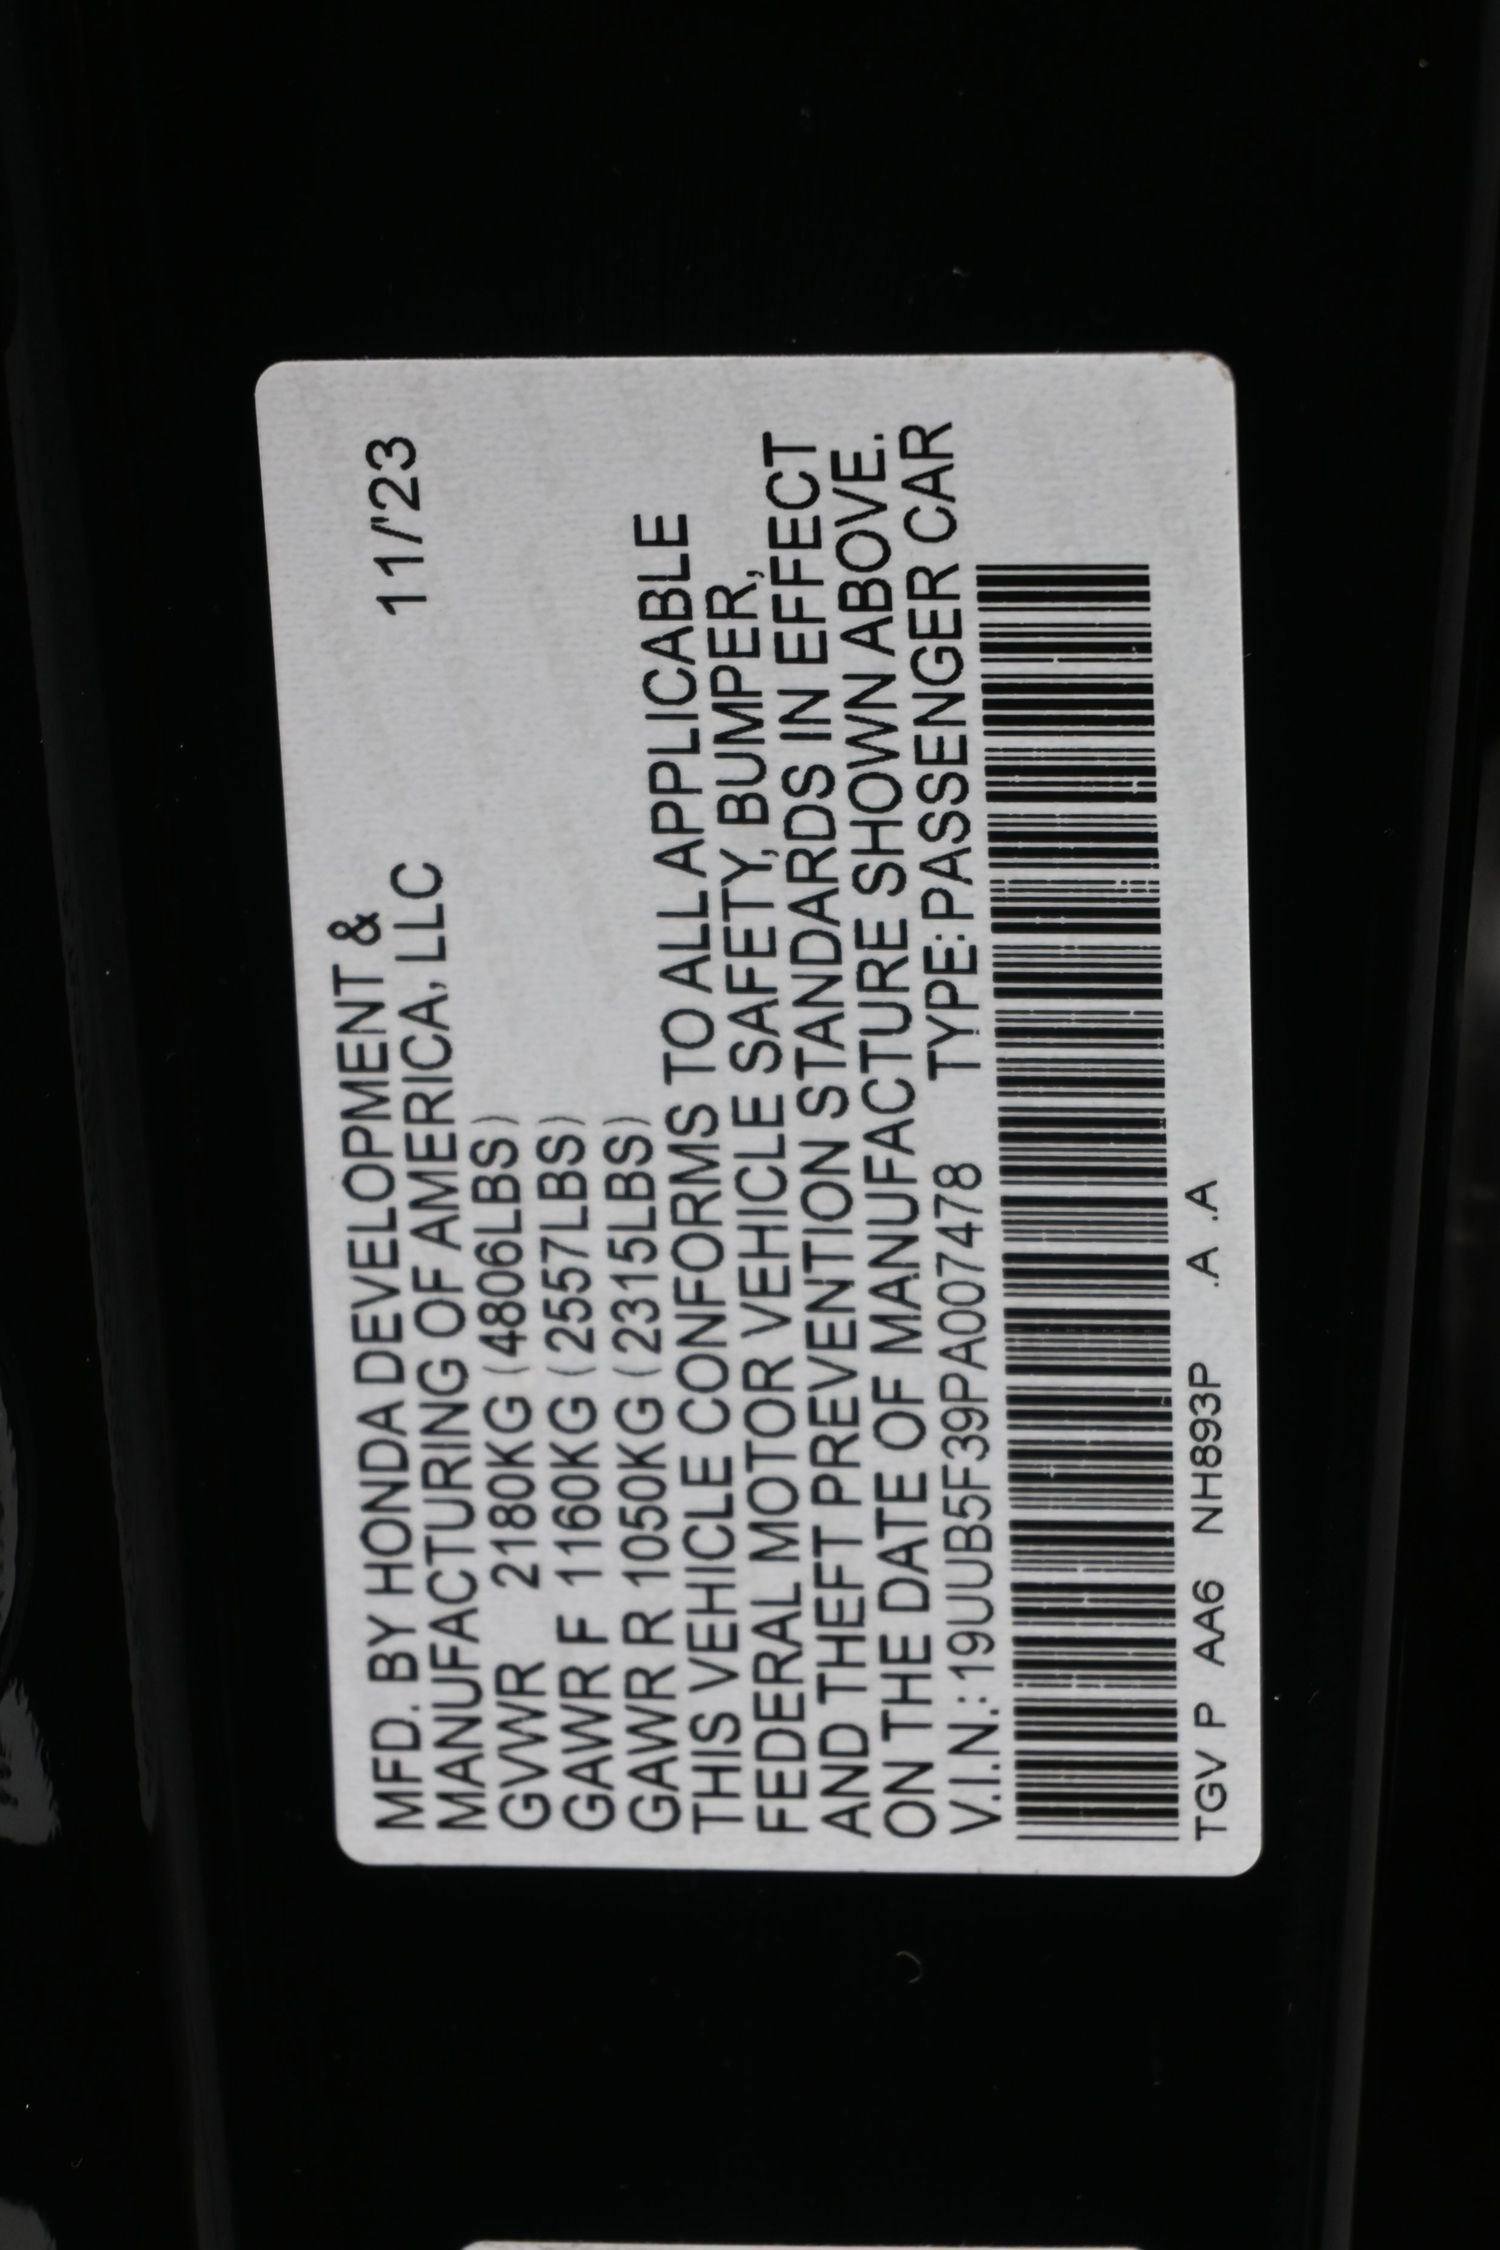 MFD. BY HONDA DEVELOPMENT &
MANUFACTURING OF AMERICA, LLC 11/'23
GVWR 2180KG (4806LBS)
GAWR F 1160KG (2557LBS)
GAWR R 1050KG (2315LBS)
THIS VEHICLE CONFORMS TO ALL APPLICABLE
FEDERAL MOTOR VEHICLE SAFETY, BUMPER,
AND THEFT PREVENTION STANDARDS IN EFFECT
ON THE DATE OF MANUFACTURE SHOWN ABOVE.
V.I.N.: 19UUB5F39PA007478 TYPE: PASSENGER CAR
TGV P AA6 NH893P .A .A